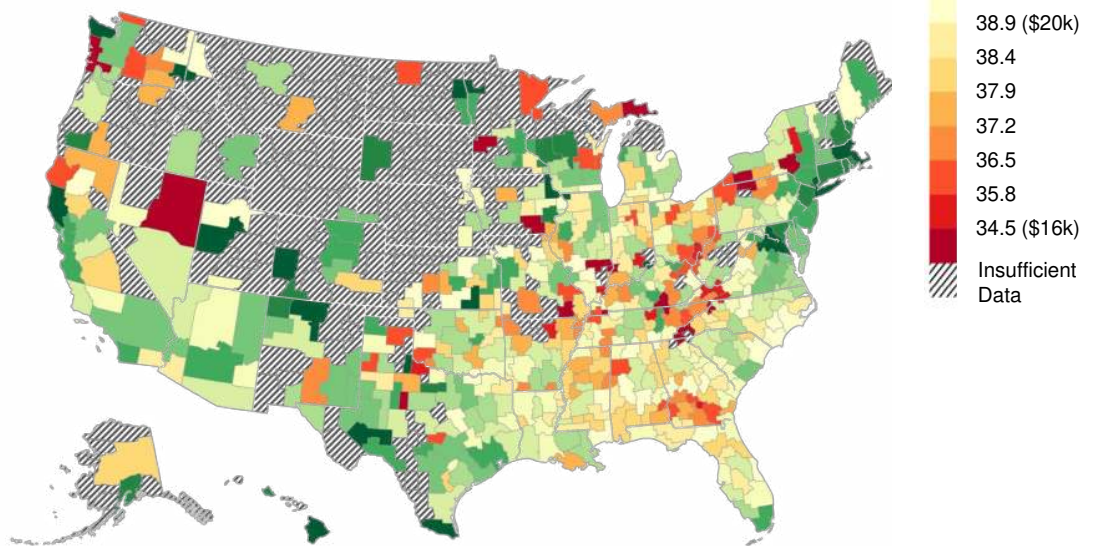 38.9 ($20k)
38.4
37.9
37.2
36.5
35.8
34.5 ($16k)
Insufficient
Data